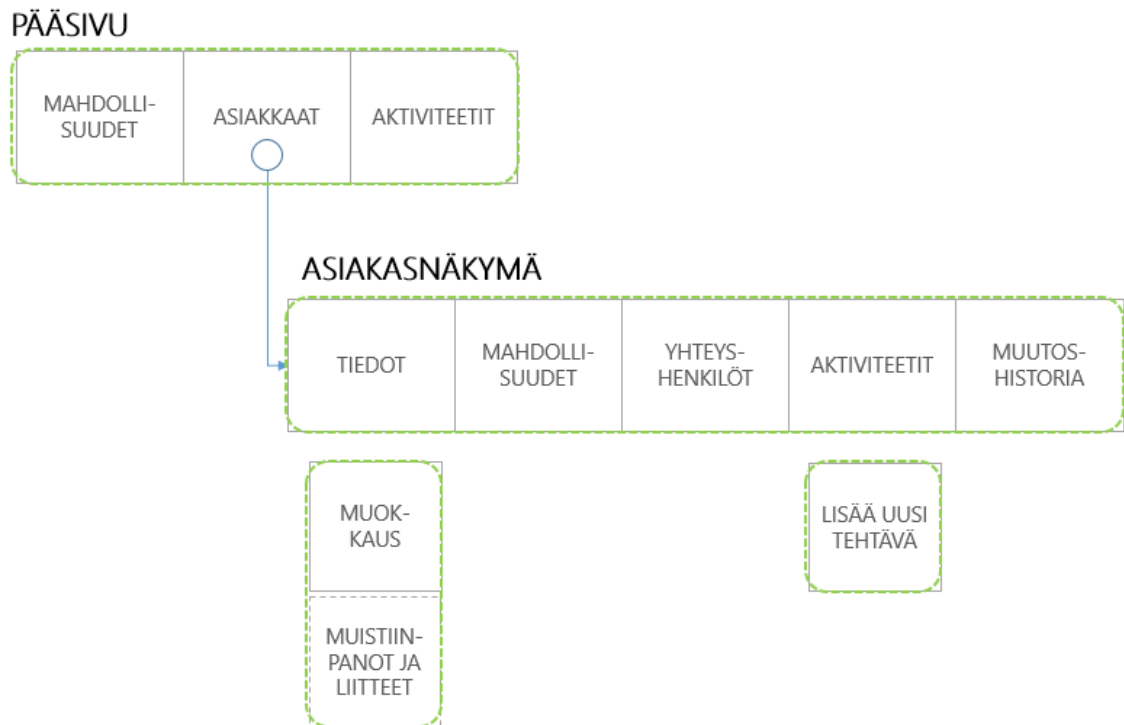 PÄÄSIVU
MAHDOLLI-
SUUDET
ASIAKKAAT
AKTIVITEETIT
ASIAKASNÄKYMÄ
TIEDOT
MAHDOLLI-
SUUDET
YHTEYS-
HENKILÖT
AKTIVITEETIT
MUUTOS-
HISTORIA
MUOK-
KAUS
MUISTIIN-
PANOT JA
LIITTEET
LISÄÄ UUSI
TEHTÄVÄ